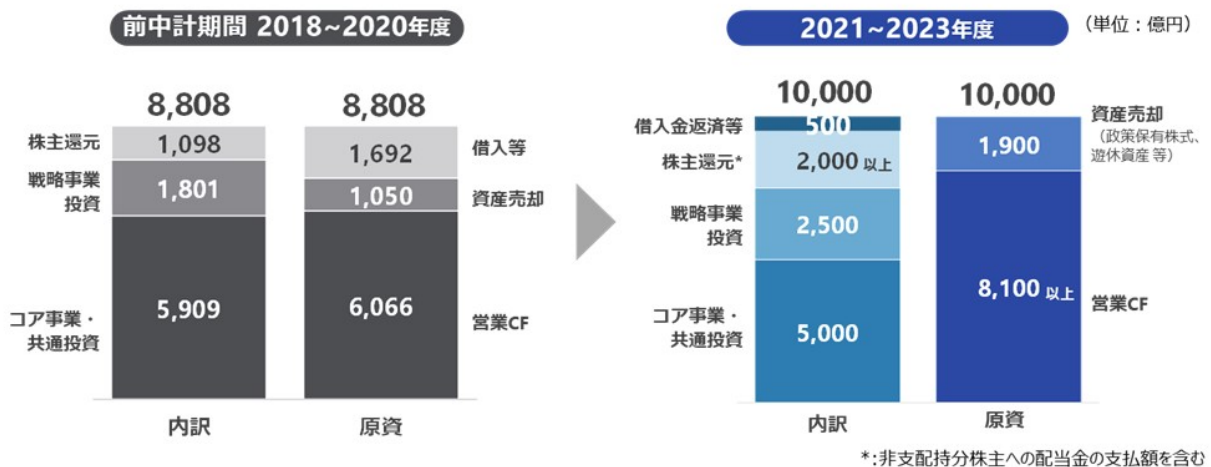 前中計期間 2018~2020年度
8,808
8,808
株主還元
1,098
1,692
借入等
戦略事業
投資
1,801
1,050
資産売却
コア事業・
共通投資
5,909
6,066
営業CF
内訳
原資
2021~2023年度
（単位：億円）
10,000
10,000
借入金返済等
500
株主還元*
2,000 以上
1,900
資産売却
（政策保有株式、
遊休資産 等）
戦略事業
投資
2,500
コア事業・
共通投資
5,000
8,100 以上
営業CF
内訳
原資
*:非支配持分株主への配当金の支払額を含む